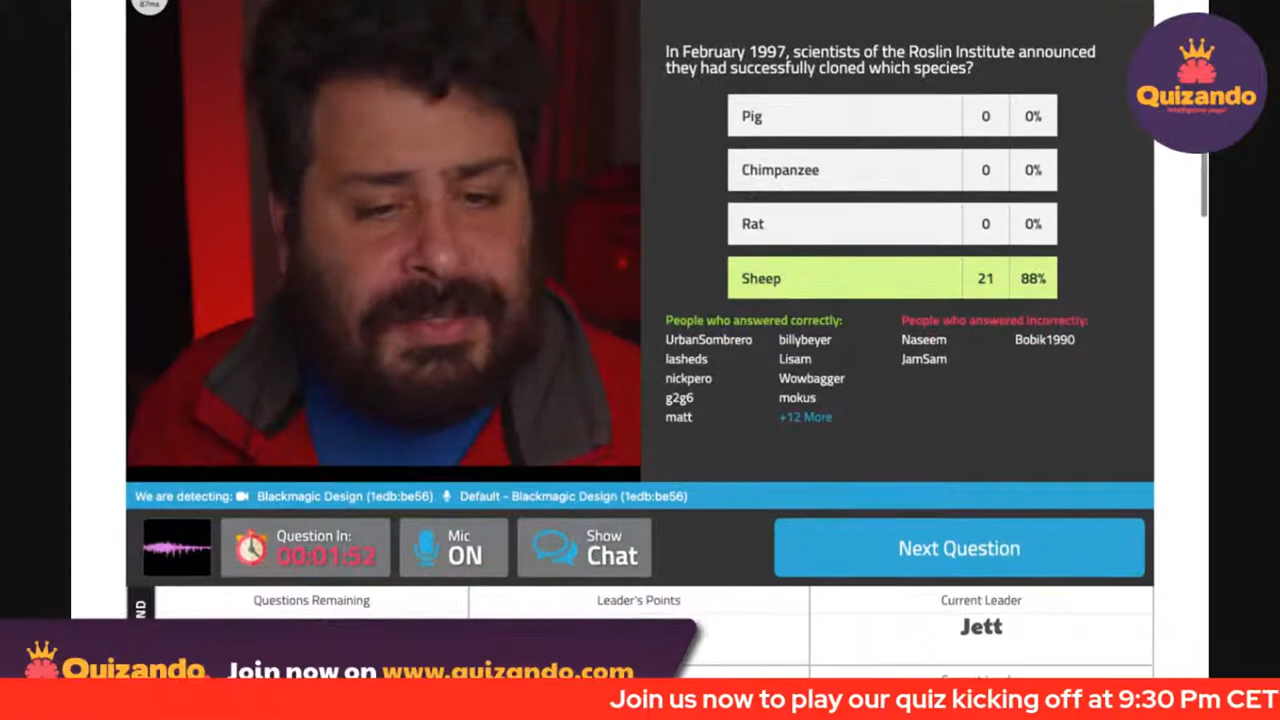 87ms
In February 1997, scientists of the Roslin Institute announced
they had successfully cloned which species?
Pig 0 0%
Chimpanzee 0 0%
Rat 0 0%
Sheep 21 88%
People who answered correctly:
UrbanSombrero billybeyer
lasheds Lisam
nickpero Wowbagger
g2g6 mokus
matt +12 More
People who answered incorrectly:
Naseem Bobik1990
JamSam
Quizando
We are detecting: Blackmagic Design (1edb:be56) Default - Blackmagic Design (1edb:be56)
Question In:
00:01:52
Mic
ON
Show
Chat
Next Question
Questions Remaining
Leader's Points
Current Leader
Jett
Quizando
Join now on www.quizando.com
Join us now to play our quiz kicking off at 9:30 Pm CET